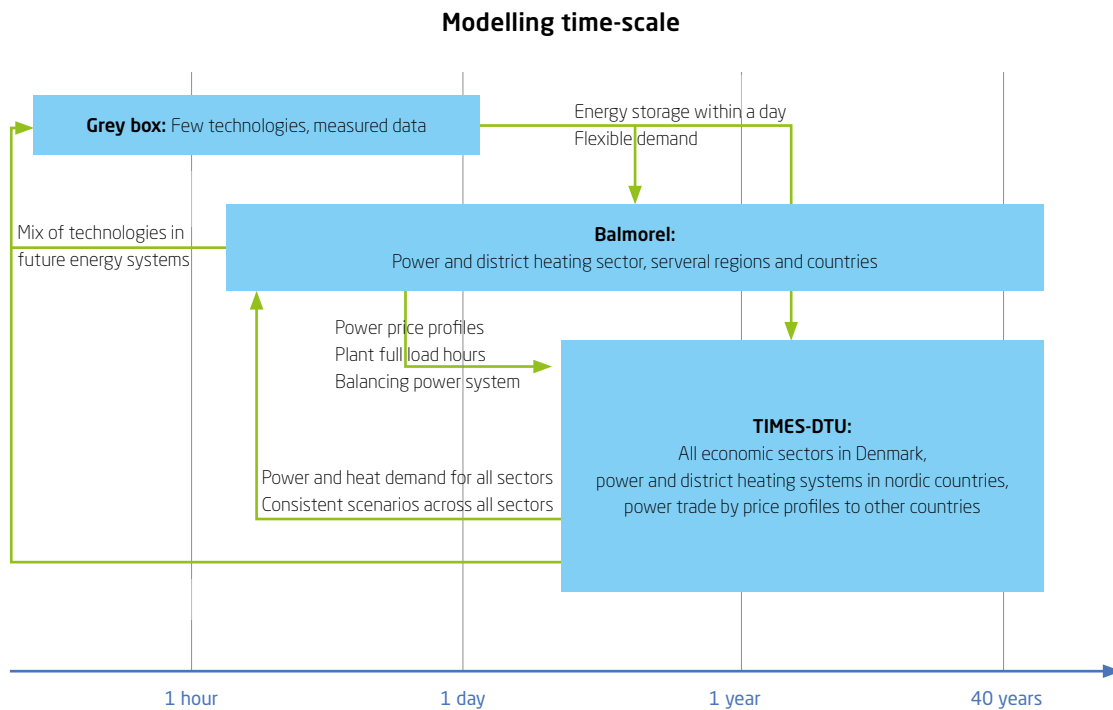 Modelling time-scale
Grey box: Few technologies, measured data
Energy storage within a day
Flexible demand
Mix of technologies in
future energy systems
Balmorel:
Power and district heating sector, serveral regions and countries
Power price profiles
Plant full load hours
Balancing power system
TIMES-DTU:
All economic sectors in Denmark,
power and district heating systems in nordic countries,
power trade by price profiles to other countries
Power and heat demand for all sectors
Consistent scenarios across all sectors
1 hour
1 day
1 year
40 years